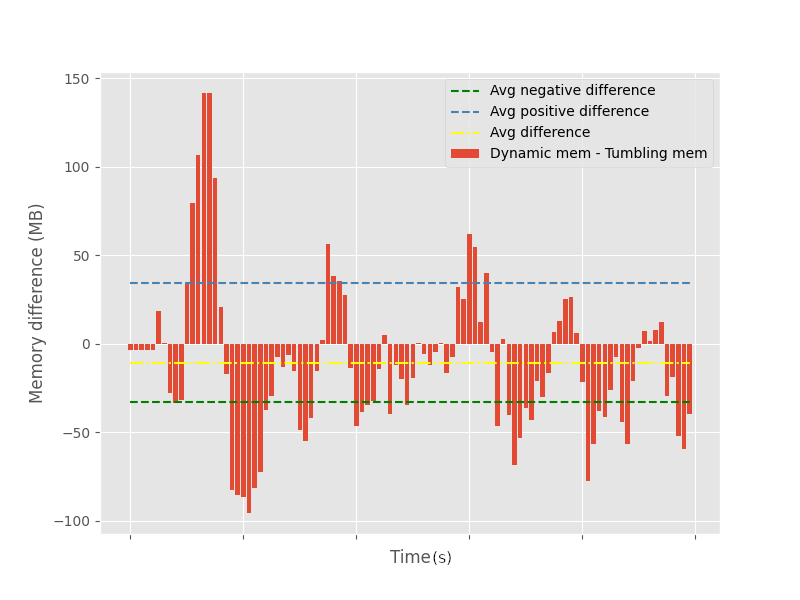 150
100
50
0
−50
−100
Memory difference (MB)
Avg negative difference
Avg positive difference
Avg difference
Dynamic mem - Tumbling mem
Time(s)